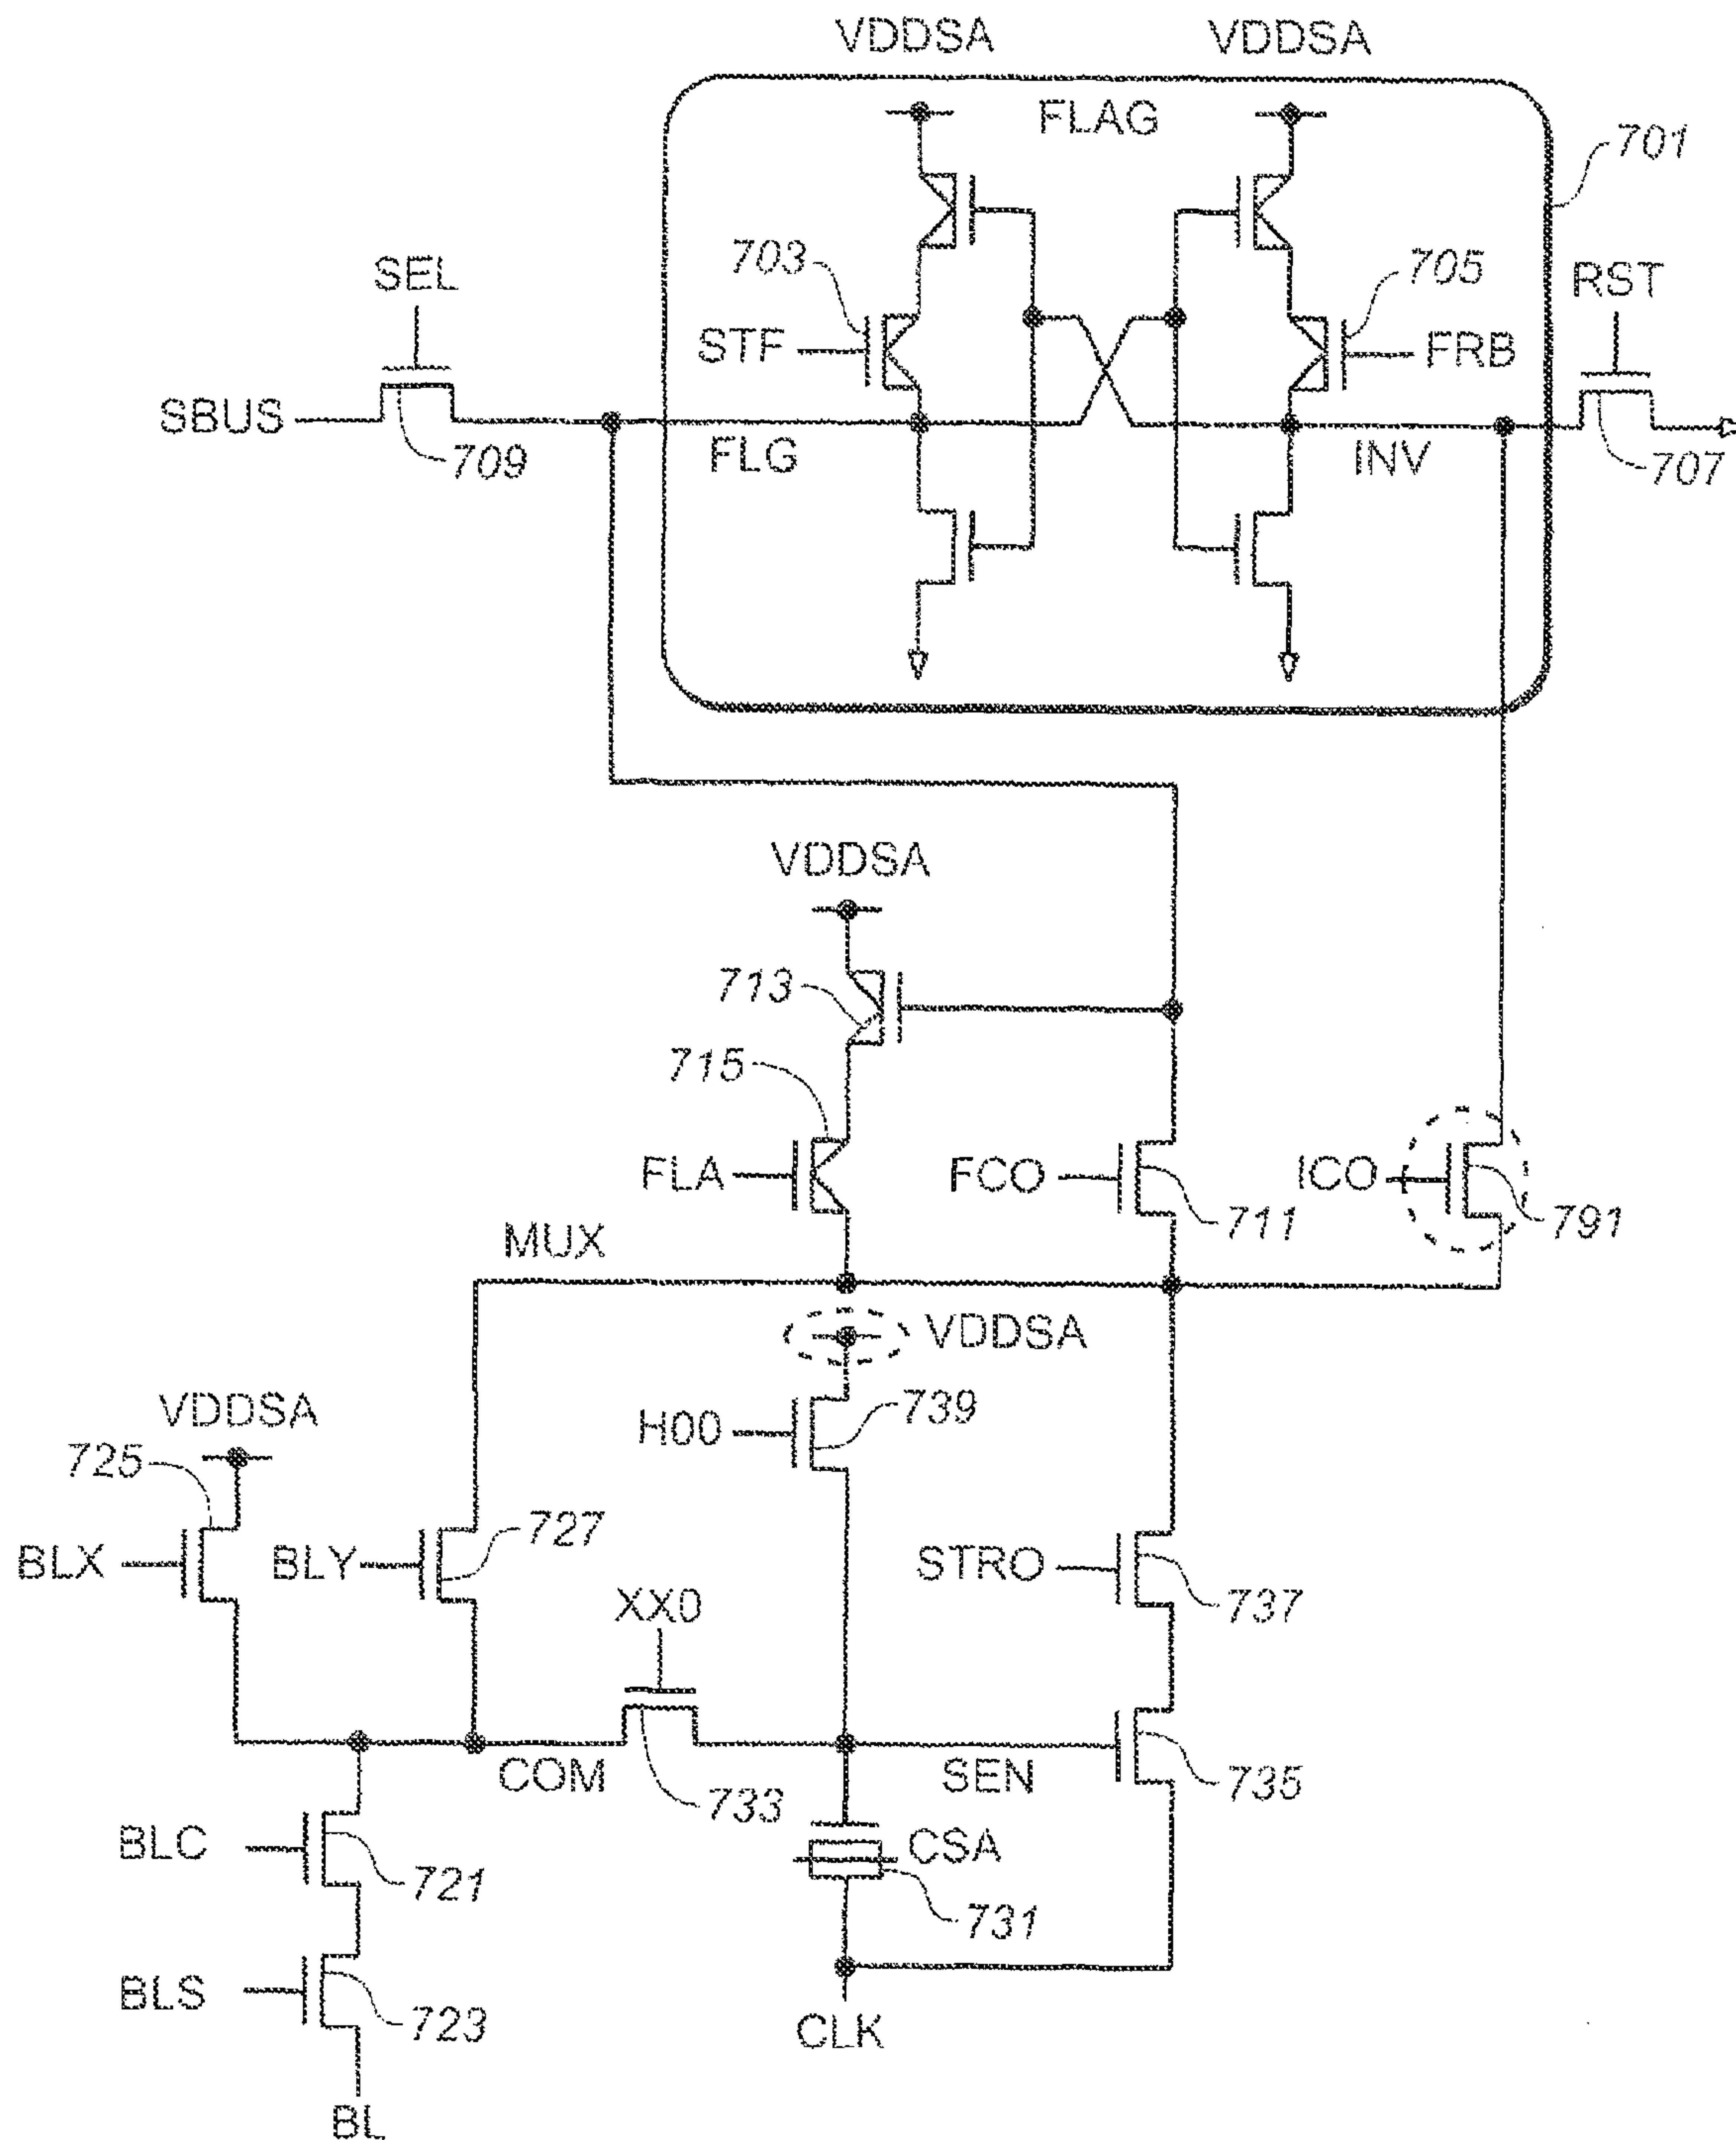 VDDSA VDDSA
FLAG
701
703
705
SEL
RST
STF
FRB
SBUS
709
FLG
INV
707
VDDSA
713
715
FLA
FCO
ICO
711
791
MUX
VDDSA
VDDSA
739
H00
725
727
BLX
BLY
STRO
737
XX0
COM
733
SEN
735
BLC
721
CSA
731
BLS
723
CLK
BL